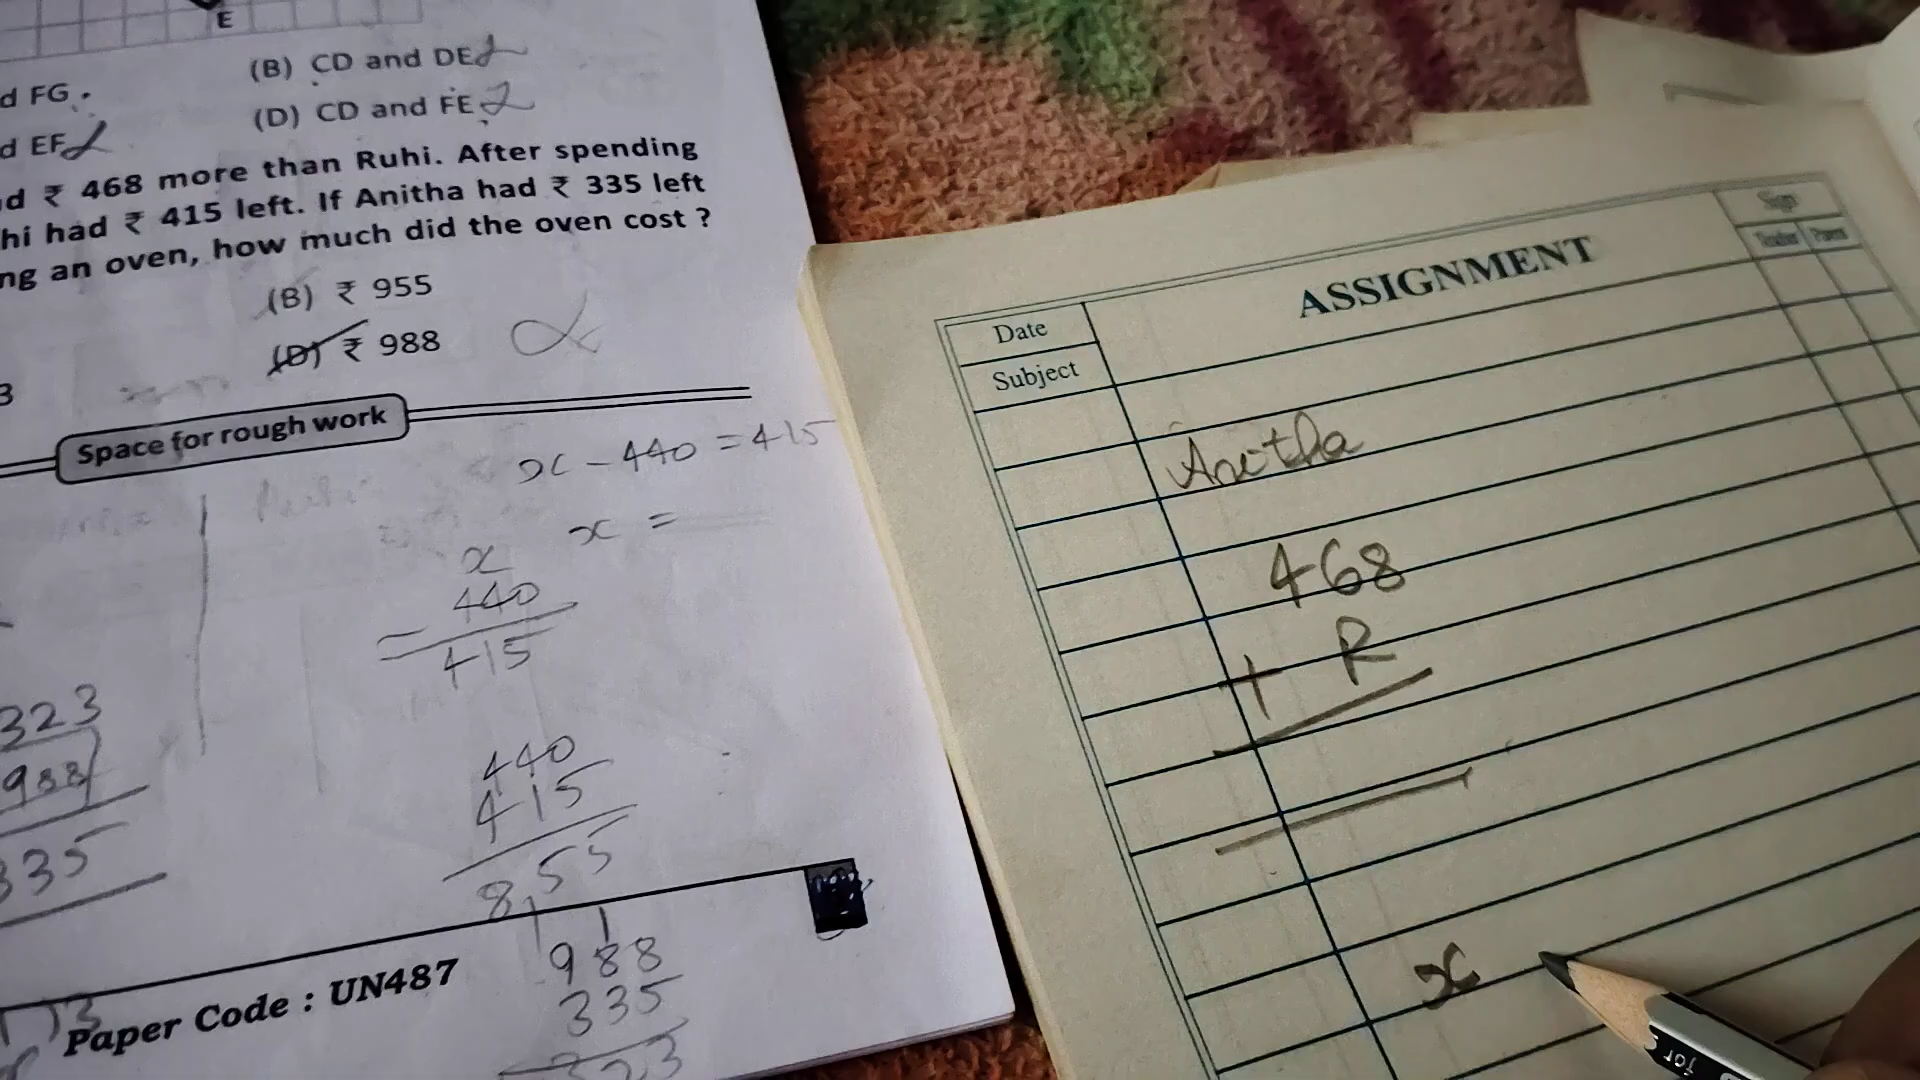 E
d FG.
(B) CD and DE
d EF
(D) CD and FE
d ₹ 468 more than Ruhi. After spending
hi had ₹ 415 left. If Anitha had ₹ 335 left
ng an oven, how much did the oven cost ?
(B) ₹ 955
(D) ₹ 988
3
Space for rough work
x - 440 = 415
x =
x
440
415
323
988
335
440
415
855
988
335
Paper Code : UN487
ASSIGNMENT
Date
Subject
Anitha
468
+ R
x
for